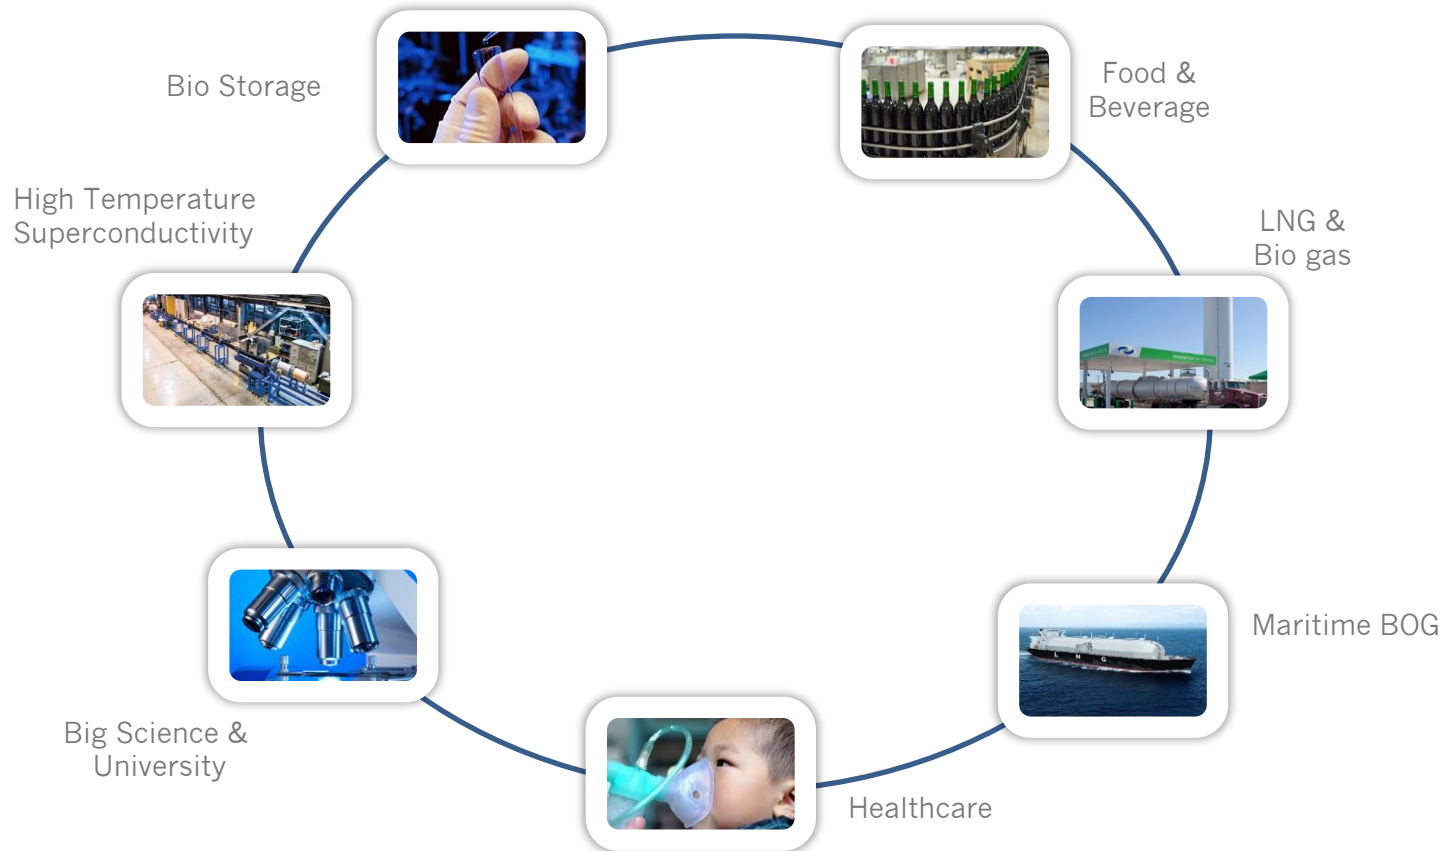 Bio Storage
Food &
Beverage
High Temperature
Superconductivity
LNG &
Bio gas
L N G
Maritime BOG
Big Science &
University
Healthcare